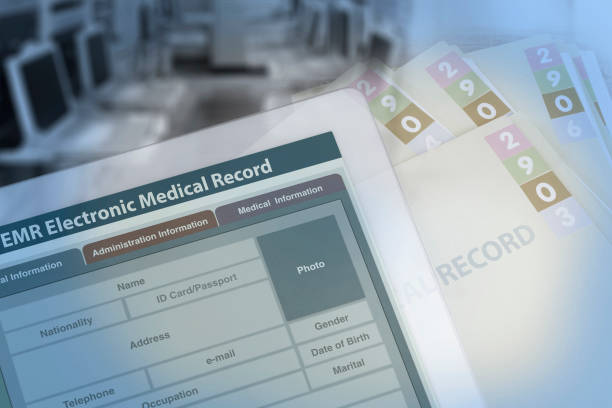 EMR Electronic Medical Record
al Information
Administration Information
Medical Information
Name
Photo
Nationality
ID Card/Passport
Address
Gender
e-mail
Date of Birth
Telephone
Occupation
Marital
2
9
0
4
2
9
0
2
9
0
6
2
9
0
3
AL RECORD